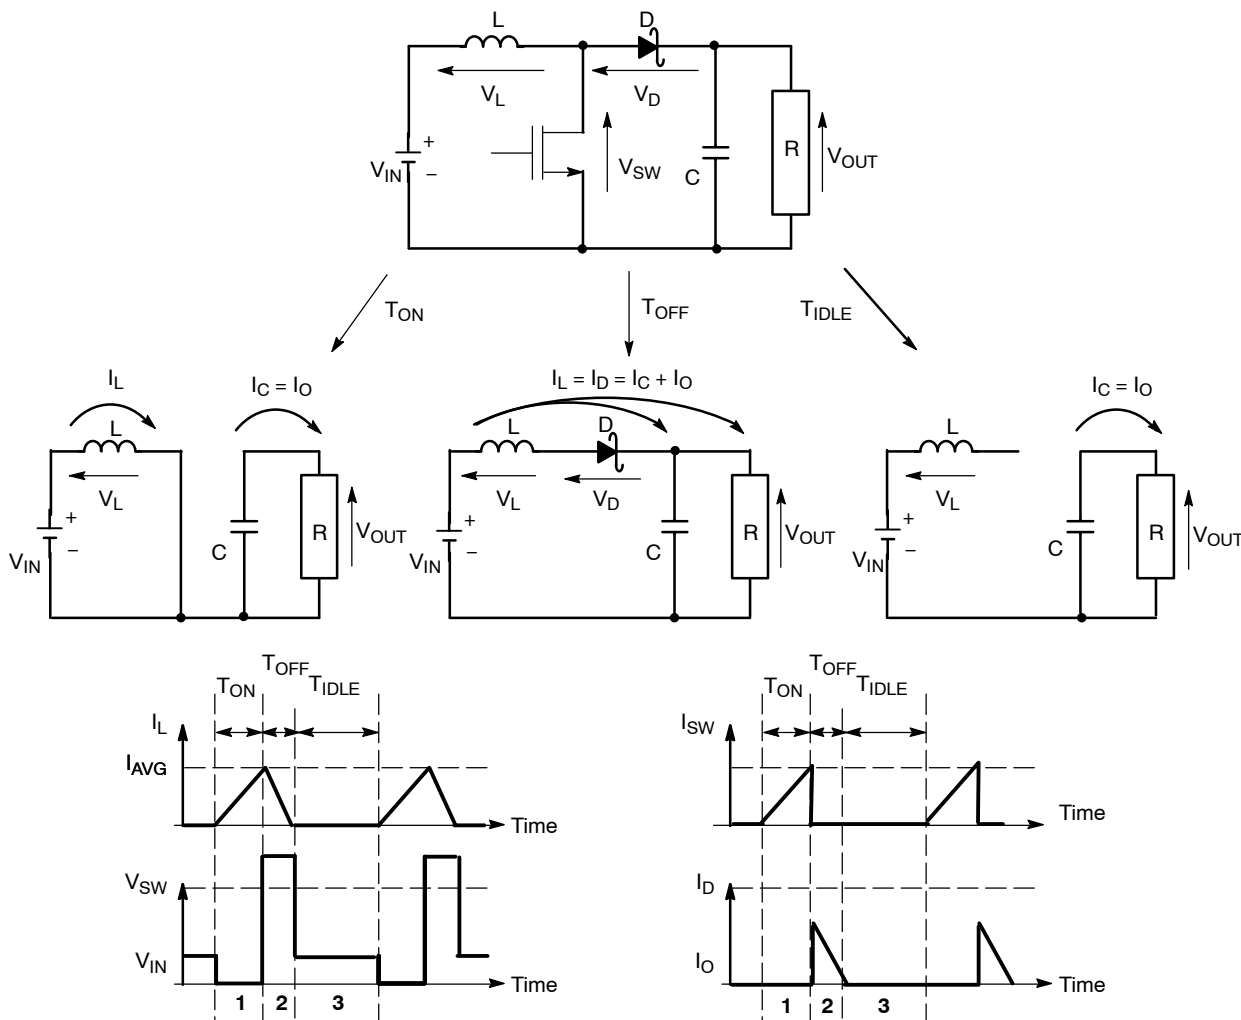 L
D
V_L
V_D
V_IN
+
–
V_SW
C
R
V_OUT
T_ON
T_OFF
T_IDLE
I_L
I_C = I_O
L
V_L
V_IN
+
–
C
R
V_OUT
I_L = I_D = I_C + I_O
L
D
V_L
V_D
V_IN
+
–
C
R
V_OUT
I_C = I_O
L
V_L
V_IN
+
–
C
R
V_OUT
T_OFF
T_ON
T_IDLE
I_L
I_AVG
Time
V_SW
V_IN
Time
1 2 3
T_OFF
T_ON
T_IDLE
I_SW
Time
I_D
I_O
Time
1 2 3